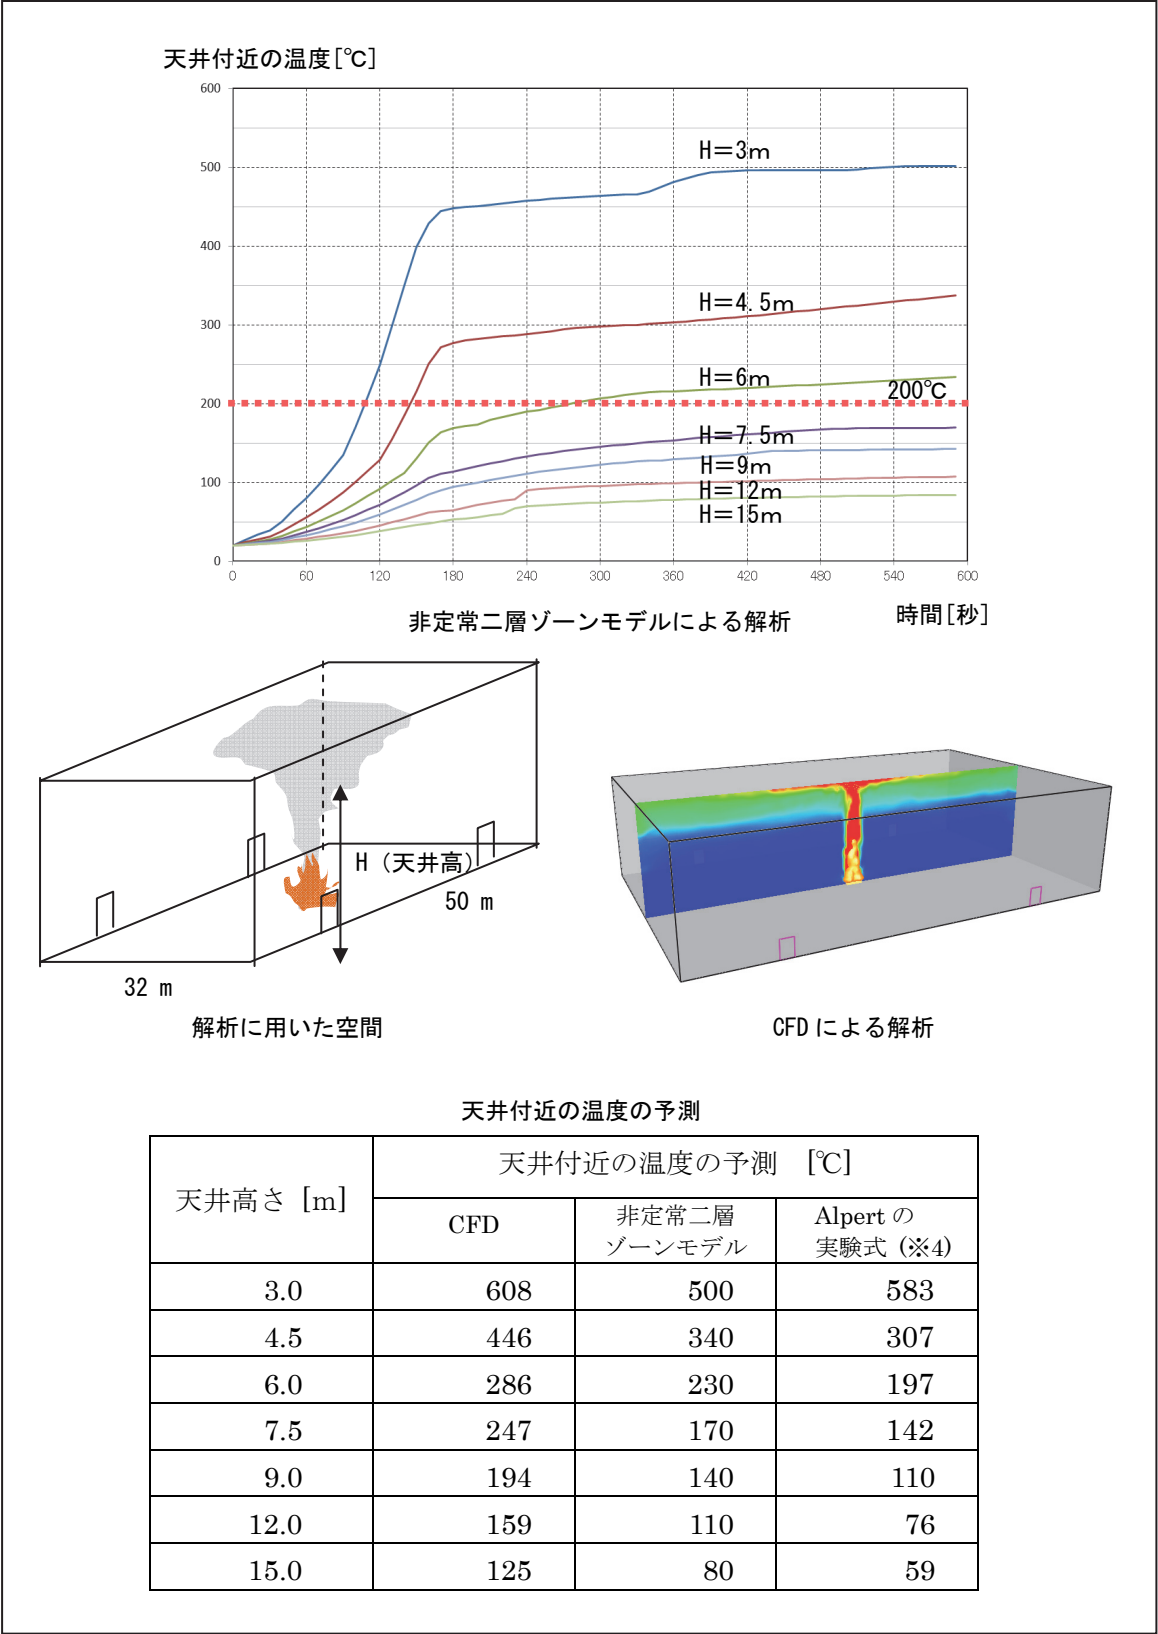 天井付近の温度[℃]
600
500
400
300
200
100
0
H＝3ｍ
H＝4.5ｍ
H＝6ｍ
200℃
H＝7.5ｍ
H＝9ｍ
H＝12ｍ
H＝15ｍ
0 60 120 180 240 300 360 420 480 540 600
非定常二層ゾーンモデルによる解析
時間[秒]
H（天井高）
50 m
32 m
解析に用いた空間
CFD による解析
天井付近の温度の予測
天井高さ [m]
天井付近の温度の予測 [℃]
CFD
非定常二層
ゾーンモデル
Alpert の
実験式 (※4)
3.0 608 500 583
4.5 446 340 307
6.0 286 230 197
7.5 247 170 142
9.0 194 140 110
12.0 159 110 76
15.0 125 80 59